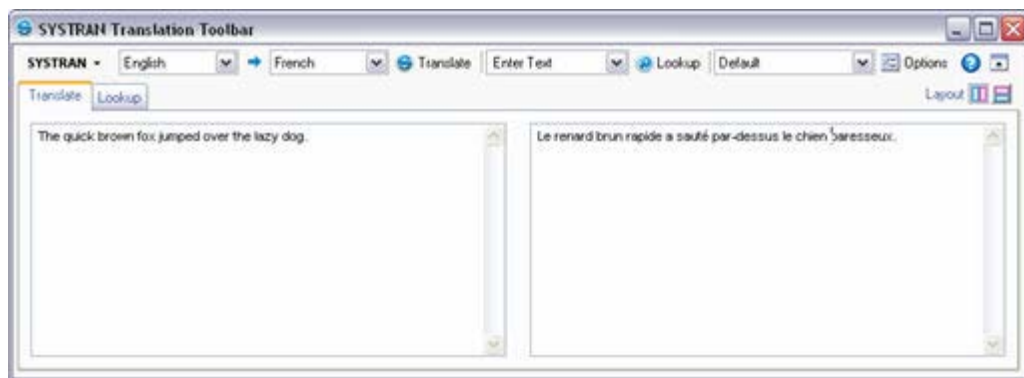 SYSTRAN Translation Toolbar
SYSTRAN English French Translate Enter Text Lookup Default Options
Translate Lookup Layout
The quick brown fox jumped over the lazy dog. Le renard brun rapide a sauté par-dessus le chien paresseux.